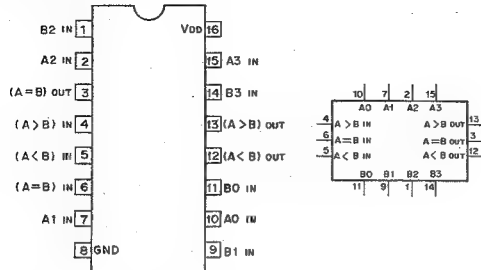 B2 IN 1
VDD 16
A2 IN 2
15 A3 IN
(A=B) OUT 3
14 B3 IN
(A>B) IN 4
13 (A>B) OUT
(A<B) IN 5
12 (A<B) OUT
(A=B) IN 6
11 B0 IN
A1 IN 7
10 A0 IN
8 GND
9 B1 IN
10 7 2 15
A0 A1 A2 A3
4 A>B IN A>B OUT 13
6 A=B IN A=B OUT 3
5 A<B IN A<B OUT 12
B0 B1 B2 B3
11 9 1 14